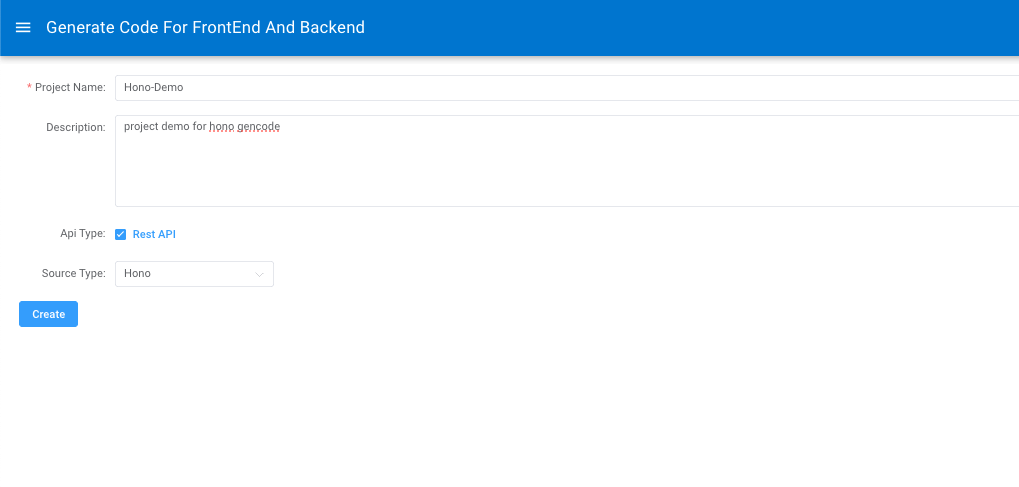 Generate Code For FrontEnd And Backend
* Project Name: Hono-Demo
Description: project demo for hono gencode
Api Type: Rest API
Source Type: Hono
Create